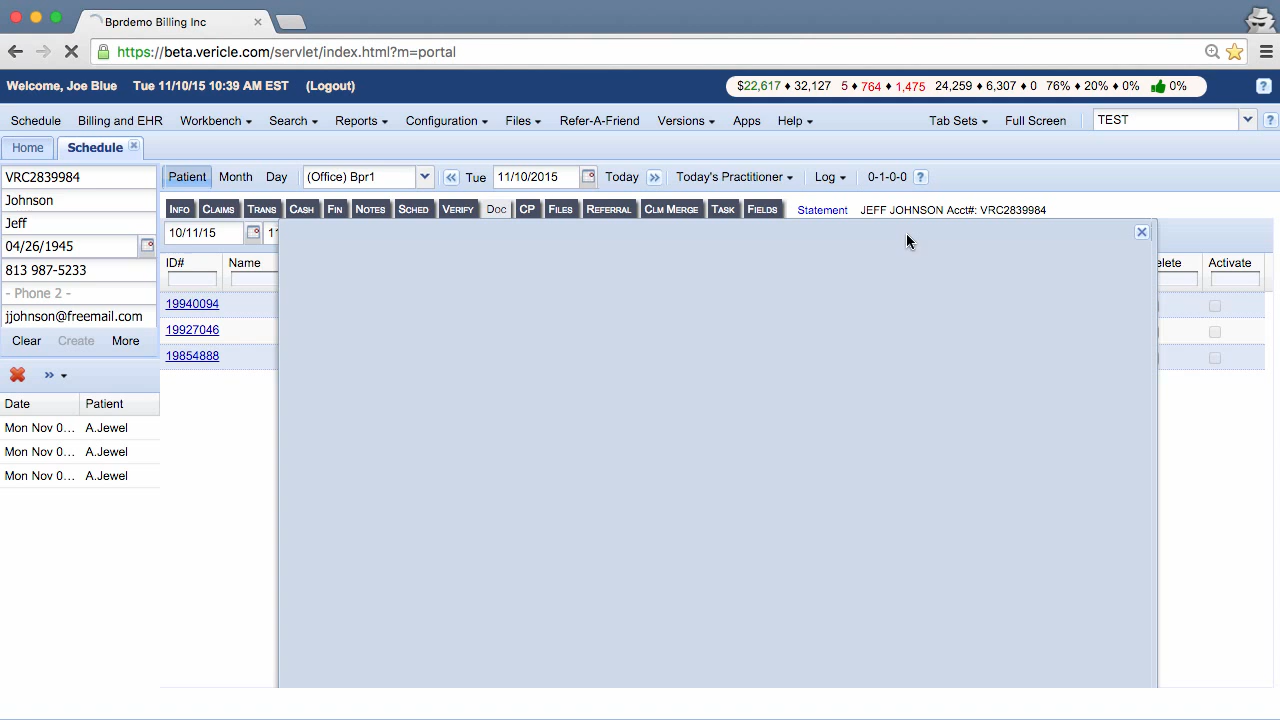 Bprdemo Billing Inc
https://beta.vericle.com/servlet/index.html?m=portal
Welcome, Joe Blue Tue 11/10/15 10:39 AM EST (Logout) $22,617 ♦ 32,127 5 ♦ 764 ♦ 1,475 24,259 ♦ 6,307 ♦ 0 76% ♦ 20% ♦ 0% 0% ?
Schedule Billing and EHR Workbench Search Reports Configuration Files Refer-A-Friend Versions Apps Help Tab Sets Full Screen TEST ?
Home Schedule
VRC2839984 Patient Month Day (Office) Bpr1 Tue 11/10/2015 Today Today's Practitioner Log 0-1-0-0 ?
Johnson
INFO CLAIMS TRANS CASH FIN NOTES SCHED VERIFY DOC CP FILES REFERRAL CLM MERGE TASK FIELDS Statement JEFF JOHNSON Acct#: VRC2839984
Jeff
10/11/15
04/26/1945
ID# Name Activate
813 987-5233
- Phone 2 -
jjohnson@freemail.com
19940094
19927046
19854888
Clear Create More
Date Patient
Mon Nov 0... A.Jewel
Mon Nov 0... A.Jewel
Mon Nov 0... A.Jewel